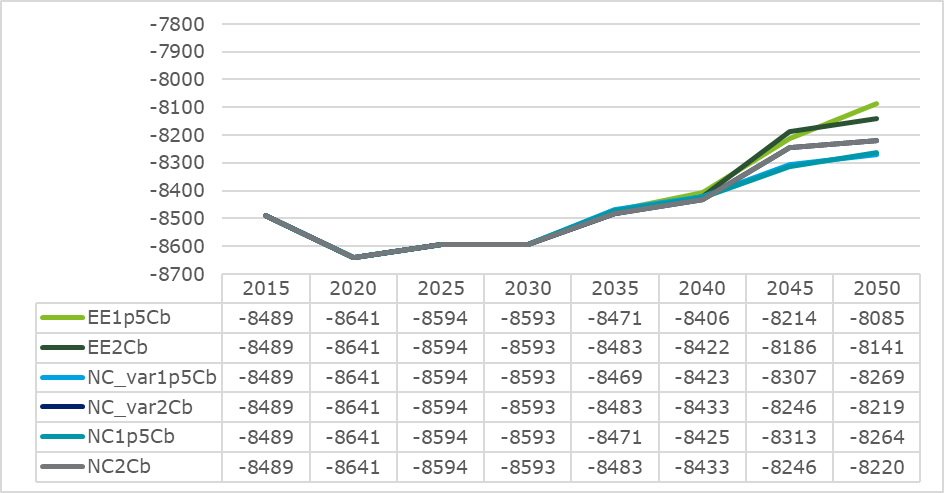 -7800
-7900
-8000
-8100
-8200
-8300
-8400
-8500
-8600
-8700
2015 2020 2025 2030 2035 2040 2045 2050
EE1p5Cb -8489 -8641 -8594 -8593 -8471 -8406 -8214 -8085
EE2Cb -8489 -8641 -8594 -8593 -8483 -8422 -8186 -8141
NC_var1p5Cb -8489 -8641 -8594 -8593 -8469 -8423 -8307 -8269
NC_var2Cb -8489 -8641 -8594 -8593 -8483 -8433 -8246 -8219
NC1p5Cb -8489 -8641 -8594 -8593 -8471 -8425 -8313 -8264
NC2Cb -8489 -8641 -8594 -8593 -8483 -8433 -8246 -8220